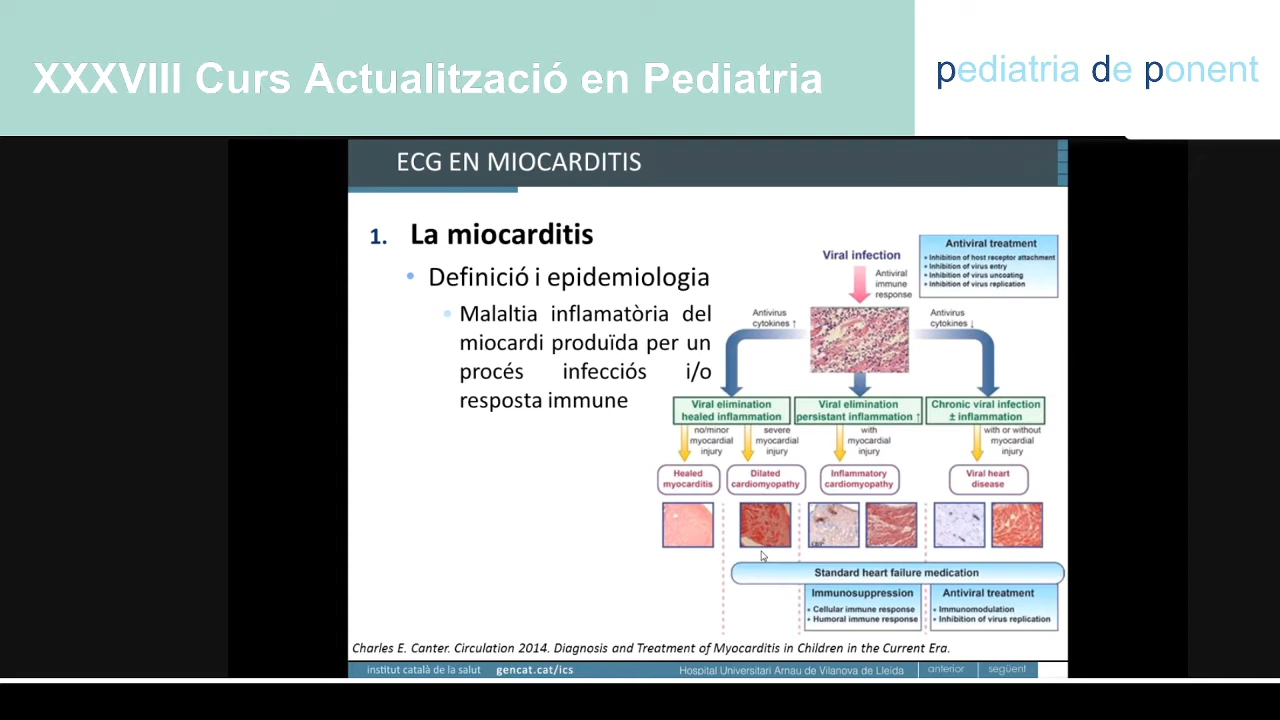 XXXVIII Curs Actualització en Pediatria
pediatria de ponent
ECG EN MIOCARDITIS
1. La miocarditis
• Definició i epidemiologia
• Malaltia inflamatòria del
miocardi produïda per un
procés infecciós i/o
resposta immune
Viral infection
Antiviral
immune
response
Antiviral treatment
• Inhibition of host receptor attachment
• Inhibition of virus entry
• Inhibition of virus uncoating
• Inhibition of virus replication
Antivirus
cytokines ↑
Antivirus
cytokines ↓
Viral elimination
healed inflammation
Viral elimination
persistant inflammation ↑
Chronic viral infection
± inflammation
no/minor
myocardial
injury
severe
myocardial
injury
with
myocardial
injury
with or without
myocardial
injury
Healed
myocarditis
Dilated
cardiomyopathy
Inflammatory
cardiomyopathy
Viral heart
disease
Standard heart failure medication
Immunosuppression
• Cellular immune response
• Humoral immune response
Antiviral treatment
• Immunomodulation
• Inhibition of virus replication
Charles E. Canter. Circulation 2014. Diagnosis and Treatment of Myocarditis in Children in the Current Era.
institut català de la salut gencat.cat/ics Hospital Universitari Arnau de Vilanova de Lleida anterior següent